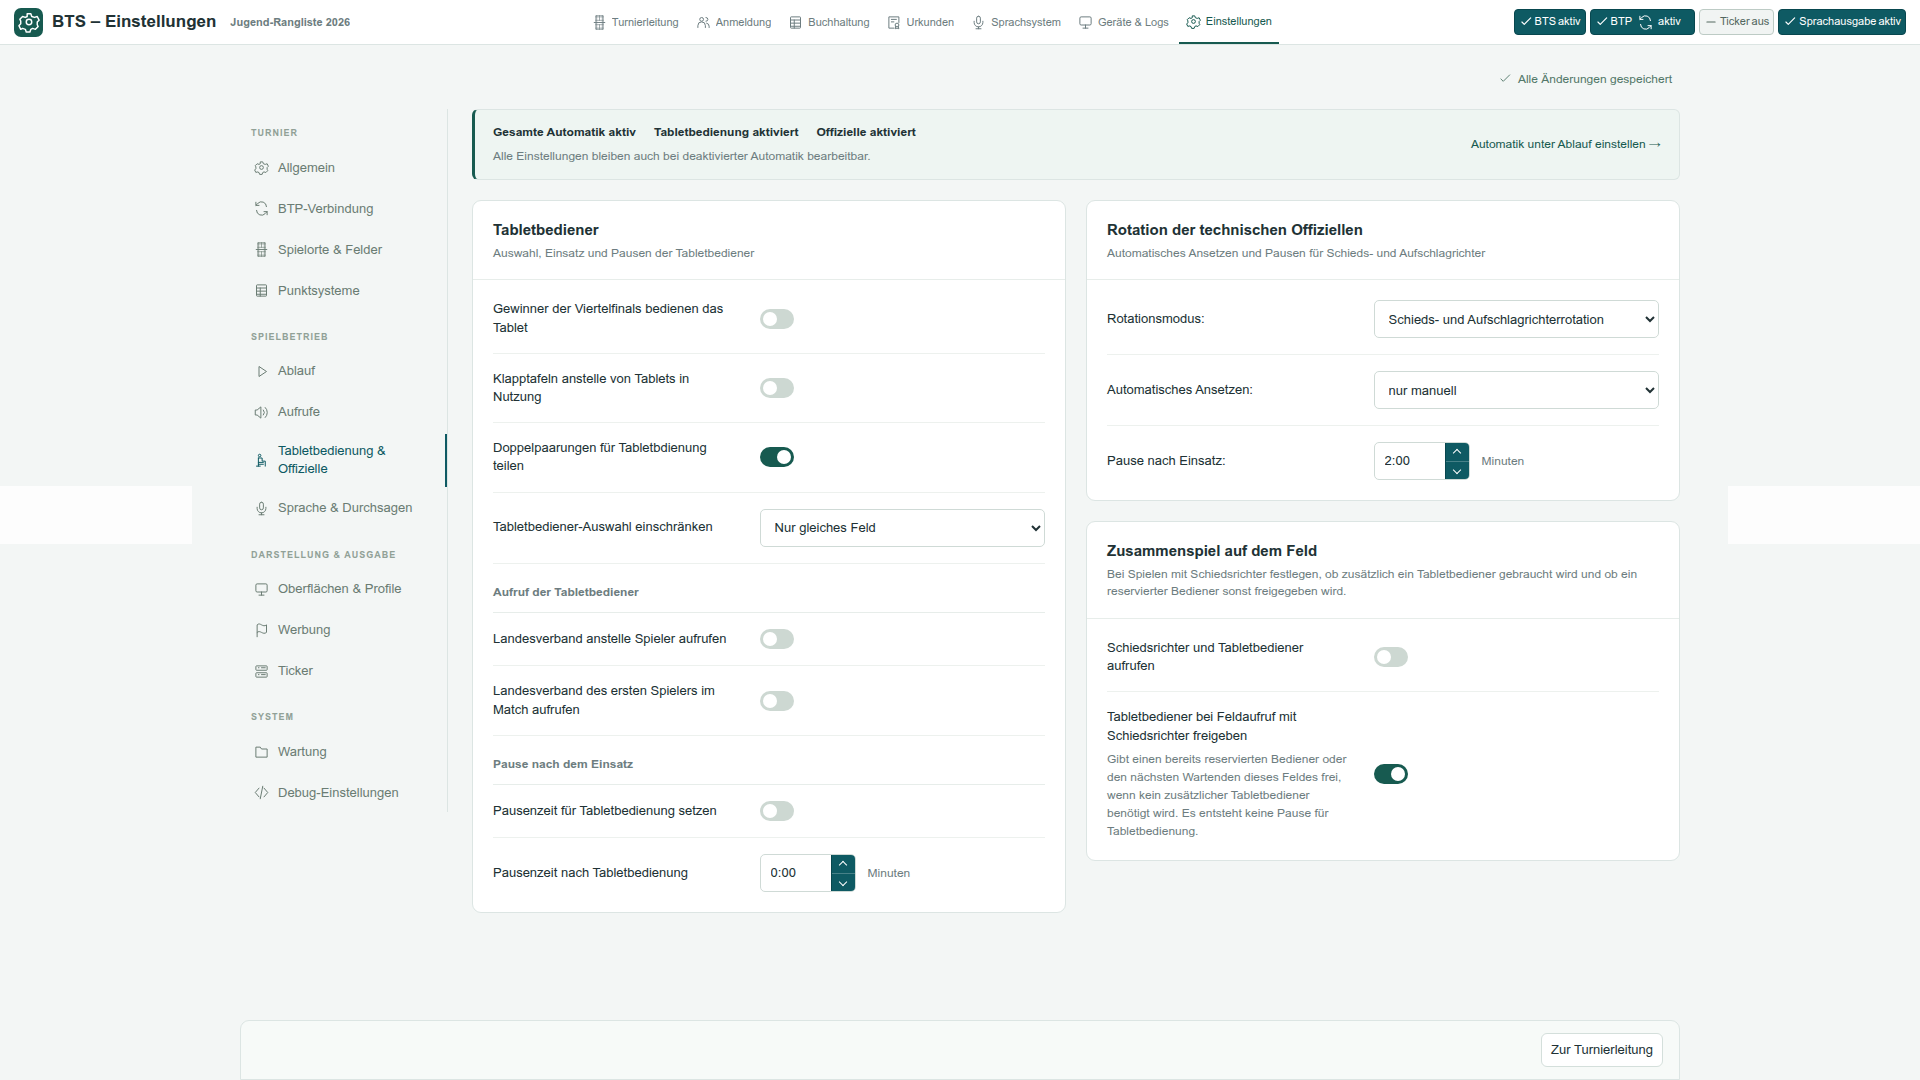 BTS – Einstellungen Jugend-Rangliste 2026
Turnierleitung Anmeldung Buchhaltung Urkunden Sprachsystem Geräte & Logs Einstellungen
BTS aktiv BTP aktiv Ticker aus Sprachausgabe aktiv
Alle Änderungen gespeichert
TURNIER
Allgemein
BTP-Verbindung
Spielorte & Felder
Punktsysteme
SPIELBETRIEB
Ablauf
Aufrufe
Tabletbedienung &
Offizielle
Sprache & Durchsagen
DARSTELLUNG & AUSGABE
Oberflächen & Profile
Werbung
Ticker
SYSTEM
Wartung
Debug-Einstellungen
Gesamte Automatik aktiv Tabletbedienung aktiviert Offizielle aktiviert
Alle Einstellungen bleiben auch bei deaktivierter Automatik bearbeitbar.
Automatik unter Ablauf einstellen →
Tabletbediener
Auswahl, Einsatz und Pausen der Tabletbediener
Gewinner der Viertelfinals bedienen das
Tablet
Klapptafeln anstelle von Tablets in
Nutzung
Doppelpaarungen für Tabletbdienung
teilen
Tabletbediener-Auswahl einschränken Nur gleiches Feld
Aufruf der Tabletbediener
Landesverband anstelle Spieler aufrufen
Landesverband des ersten Spielers im
Match aufrufen
Pause nach dem Einsatz
Pausenzeit für Tabletbedienung setzen
Pausenzeit nach Tabletbedienung 0:00 Minuten
Rotation der technischen Offiziellen
Automatisches Ansetzen und Pausen für Schieds- und Aufschlagrichter
Rotationsmodus: Schieds- und Aufschlagrichterrotation
Automatisches Ansetzen: nur manuell
Pause nach Einsatz: 2:00 Minuten
Zusammenspiel auf dem Feld
Bei Spielen mit Schiedsrichter festlegen, ob zusätzlich ein Tabletbediener gebraucht wird und ob ein
reservierter Bediener sonst freigegeben wird.
Schiedsrichter und Tabletbediener
aufrufen
Tabletbediener bei Feldaufruf mit
Schiedsrichter freigeben
Gibt einen bereits reservierten Bediener oder
den nächsten Wartenden dieses Feldes frei,
wenn kein zusätzlicher Tabletbediener
benötigt wird. Es entsteht keine Pause für
Tabletbedienung.
Zur Turnierleitung